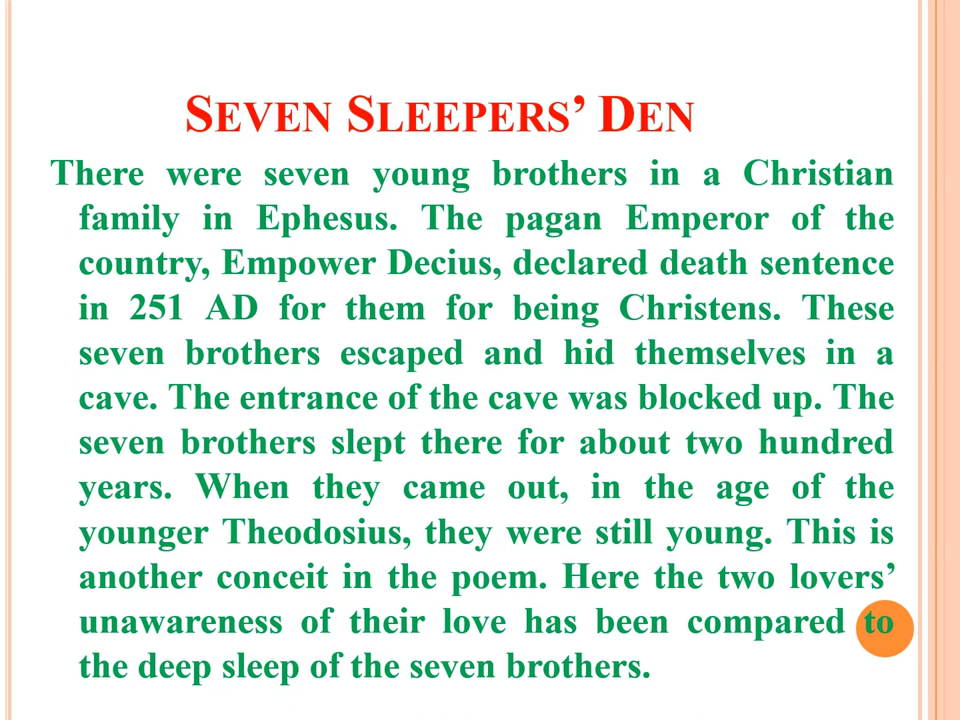 SEVEN SLEEPERS’ DEN
There were seven young brothers in a Christian
family in Ephesus. The pagan Emperor of the
country, Empower Decius, declared death sentence
in 251 AD for them for being Christens. These
seven brothers escaped and hid themselves in a
cave. The entrance of the cave was blocked up. The
seven brothers slept there for about two hundred
years. When they came out, in the age of the
younger Theodosius, they were still young. This is
another conceit in the poem. Here the two lovers’
unawareness of their love has been compared to
the deep sleep of the seven brothers.